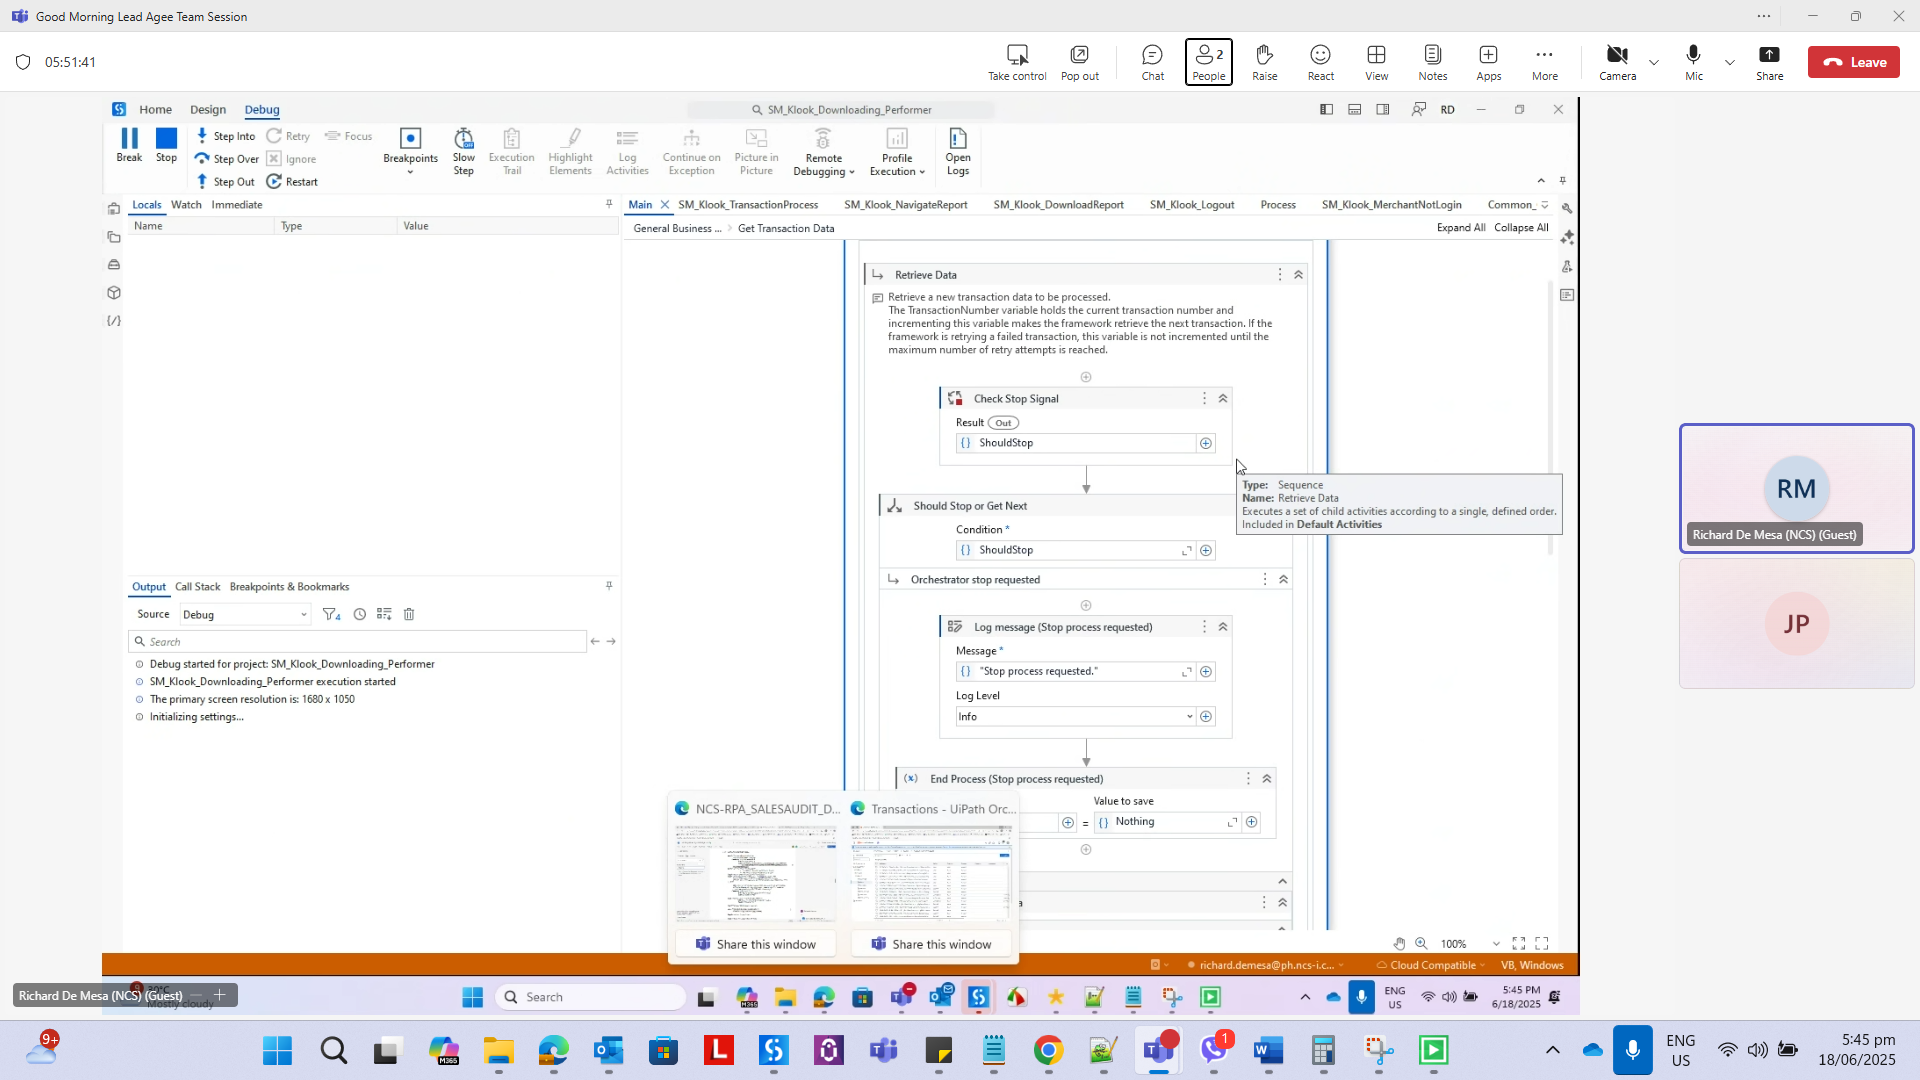 Good Morning Lead Agee Team Session
05:51:41
Take control
Pop out
Chat
2
People
Raise
React
View
Notes
Apps
More
Camera
Mic
Share
Leave
Home Design Debug
SM_Klook_Downloading_Performer
RD
Break
Stop
Step Into
Step Over
Step Out
Retry
Ignore
Restart
Focus
Breakpoints
Slow
Step
Execution
Trail
Highlight
Elements
Log
Activities
Continue on
Exception
Picture in
Picture
Remote
Debugging
Profile
Execution
Open
Logs
Locals Watch Immediate
Name Type Value
Main SM_Klook_TransactionProcess SM_Klook_NavigateReport SM_Klook_DownloadReport SM_Klook_Logout Process SM_Klook_MerchantNotLogin Common_
General Business ... > Get Transaction Data
Expand All Collapse All
Retrieve Data
Retrieve a new transaction data to be processed.
The TransactionNumber variable holds the current transaction number and
incrementing this variable makes the framework retrieve the next transaction. If the
framework is retrying a failed transaction, this variable is not incremented until the
maximum number of retry attempts is reached.
Check Stop Signal
Result Out
ShouldStop
Type: Sequence
Name: Retrieve Data
Executes a set of child activities according to a single, defined order.
Included in Default Activities
Should Stop or Get Next
Condition *
ShouldStop
Orchestrator stop requested
Log message (Stop process requested)
Message *
"Stop process requested."
Log Level
Info
End Process (Stop process requested)
Value to save
= Nothing
Output Call Stack Breakpoints & Bookmarks
Source Debug
4
Search
Debug started for project: SM_Klook_Downloading_Performer
SM_Klook_Downloading_Performer execution started
The primary screen resolution is: 1680 x 1050
Initializing settings...
NCS-RPA_SALESAUDIT_D...
Transactions - UiPath Orc...
Share this window
Share this window
100%
richard.demesa@ph.ncs-i.c...
Cloud Compatible
VB, Windows
RM
Richard De Mesa (NCS) (Guest)
JP
Richard De Mesa (NCS) (Guest)
30°C
Mostly cloudy
Search
M365
ENG
US
5:45 PM
6/18/2025
9+
M365
1
ENG
US
5:45 pm
18/06/2025